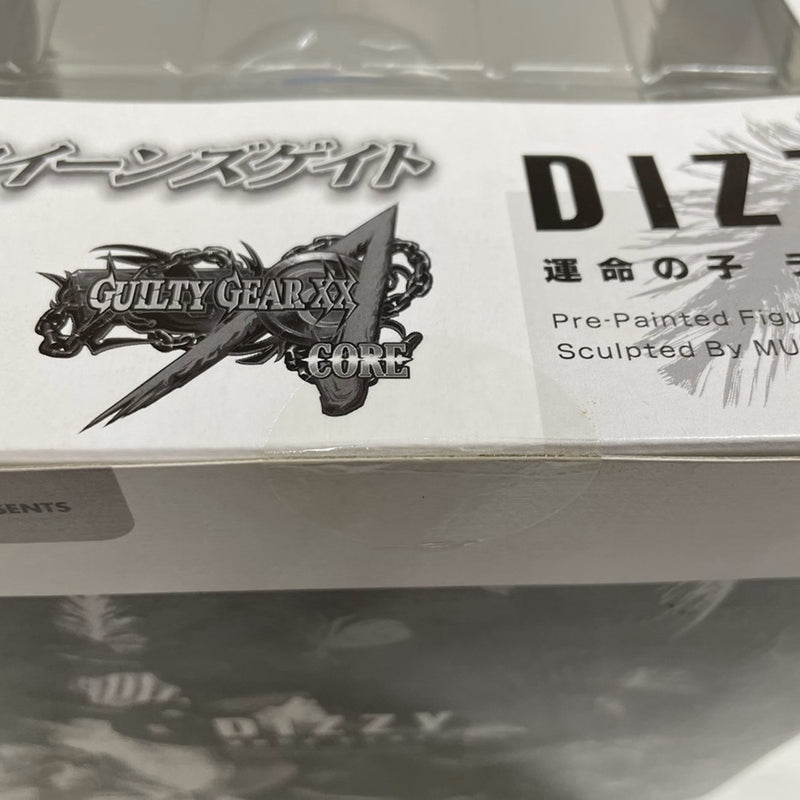 イーンズゲイト
GUILTY GEAR XX
CORE
DIZZ
運命の子
Pre-Painted Figu
Sculpted By MU
SENTS
DIZZY